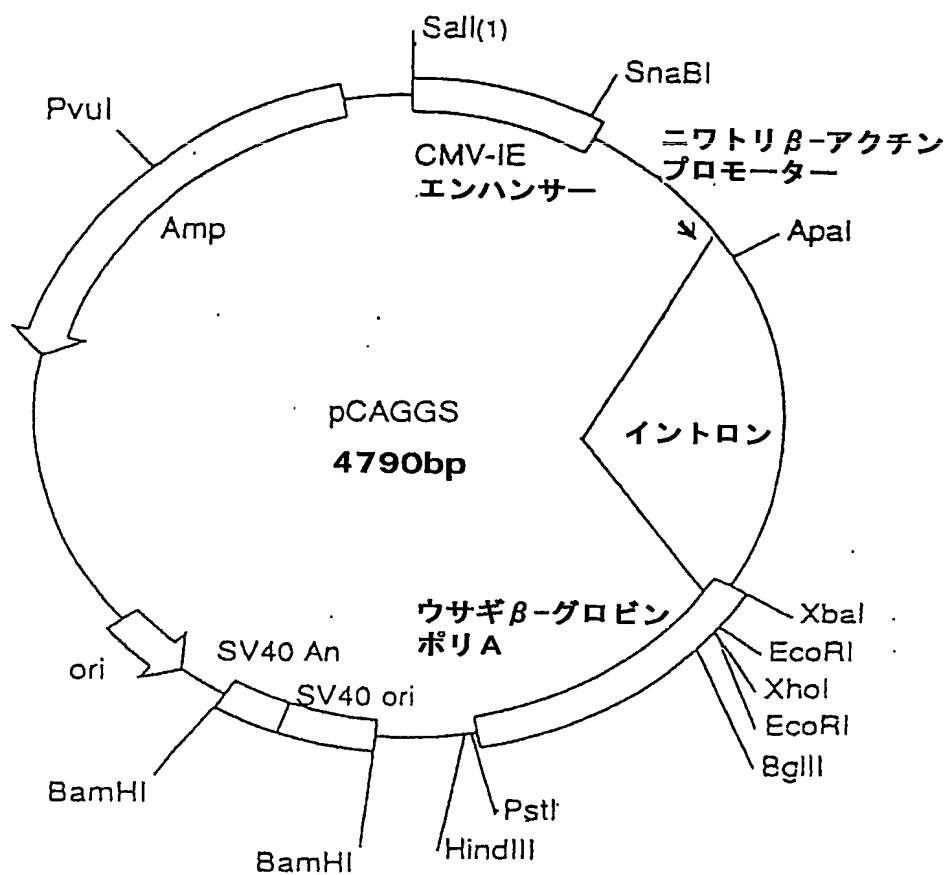 SalI(1)
SnaBI
PvuI
CMV-IE
エンハンサー
ニワトリβ-アクチン
プロモーター
Amp
ApaI
pCAGGS
4790bp
イントロン
ウサギβ-グロビン
ポリA
XbaI
EcoRI
XhoI
EcoRI
BglII
ori
SV40 An
SV40 ori
BamHI
PstI
HindIII
BamHI